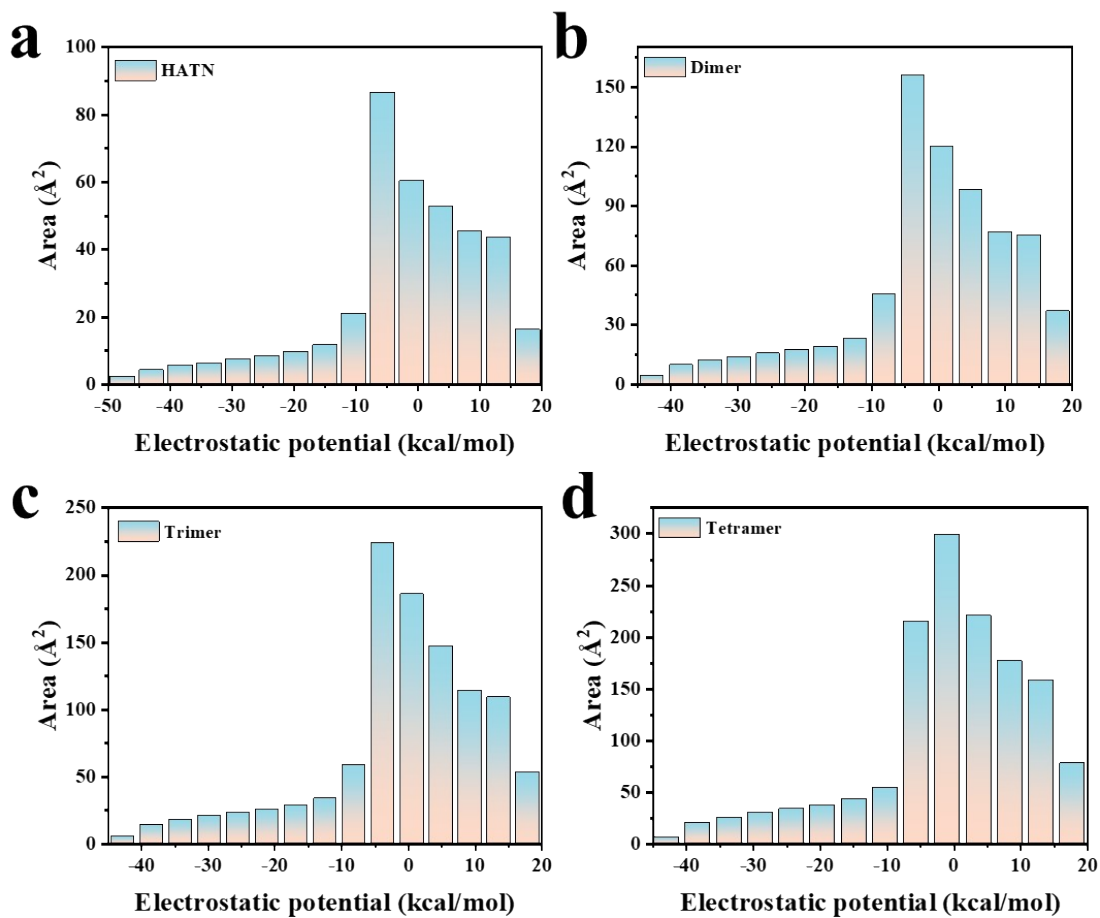 a
HATN
Area (Å²)
100
80
60
40
20
0
-50 -40 -30 -20 -10 0 10 20
Electrostatic potential (kcal/mol)
b
Dimer
Area (Å²)
150
120
90
60
30
0
-40 -30 -20 -10 0 10 20
Electrostatic potential (kcal/mol)
c
Trimer
Area (Å²)
250
200
150
100
50
0
-40 -30 -20 -10 0 10 20
Electrostatic potential (kcal/mol)
d
Tetramer
Area (Å²)
300
250
200
150
100
50
0
-40 -30 -20 -10 0 10 20
Electrostatic potential (kcal/mol)